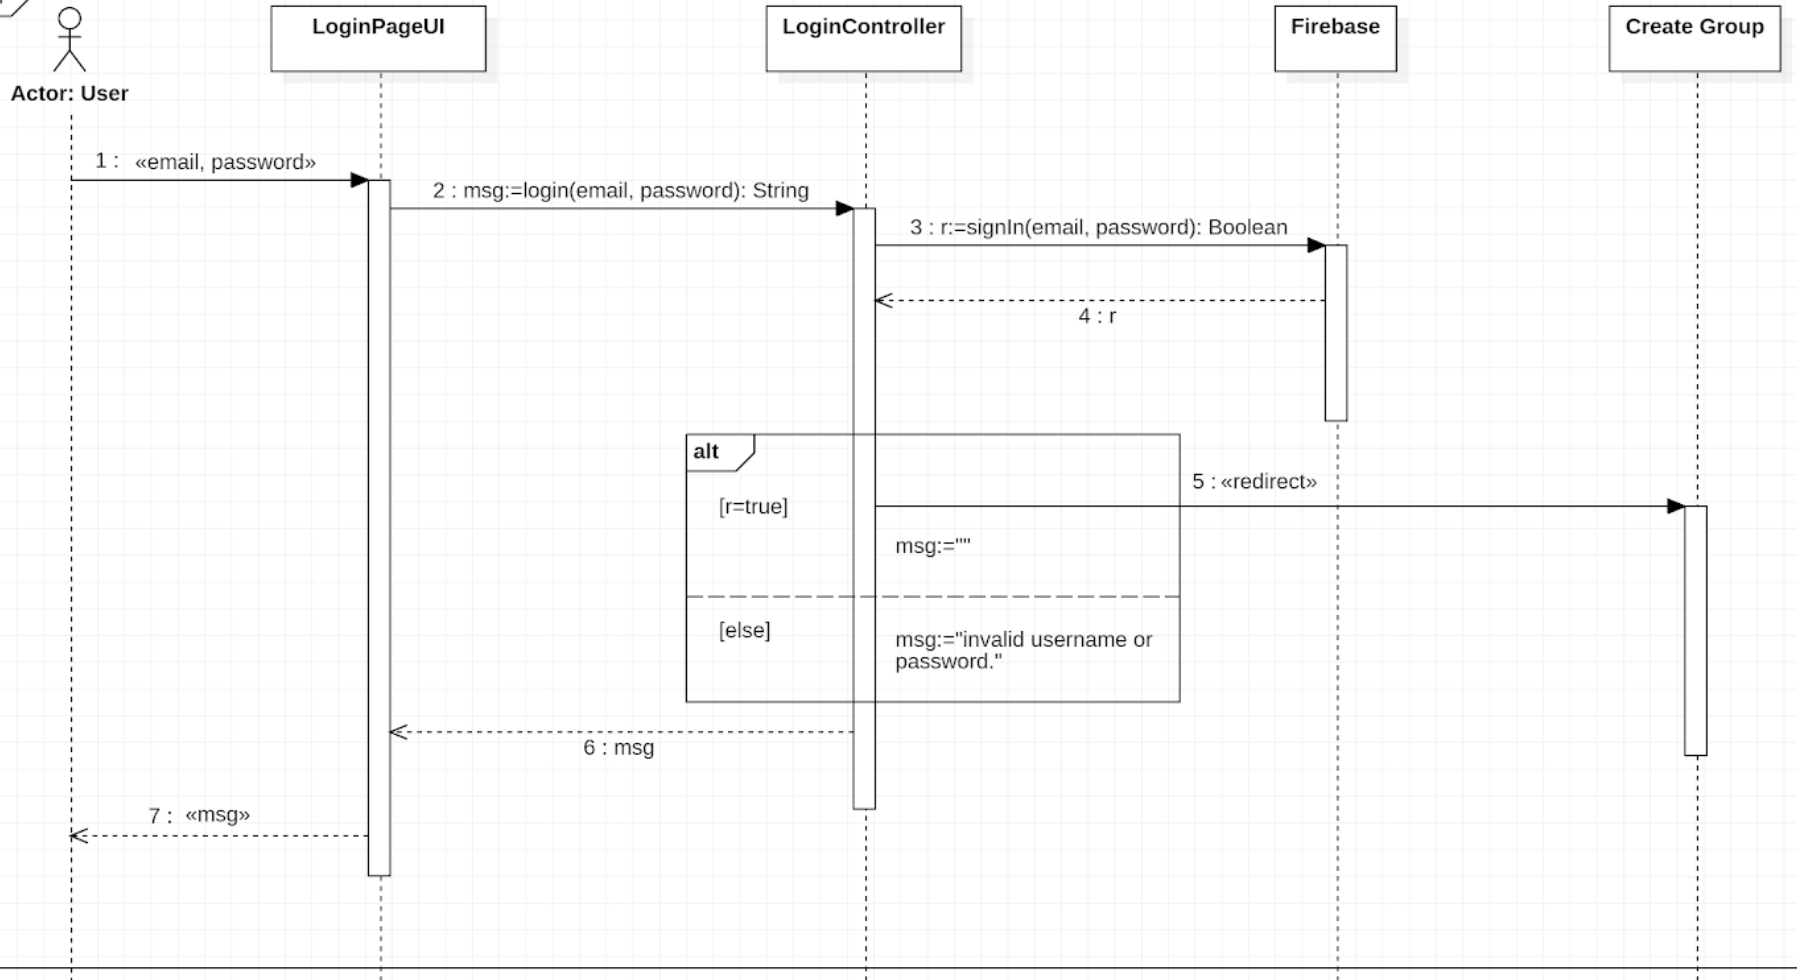 LoginPageUI
LoginController
Firebase
Create Group
Actor: User
1 : «email, password»
2 : msg:=login(email, password): String
3 : r:=signIn(email, password): Boolean
4 : r
alt
5 : «redirect»
[r=true]
msg:=""
[else]
msg:="invalid username or
password."
6 : msg
7 : «msg»